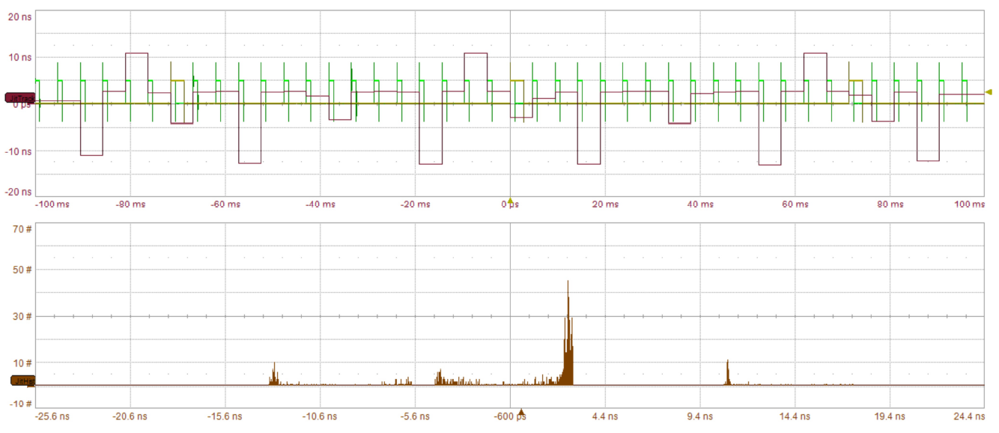 20 ns
10 ns
JitTrack
0 ps
-10 ns
-20 ns
-100 ms -80 ms -60 ms -40 ms -20 ms 0 ps 20 ms 40 ms 60 ms 80 ms 100 ms
70 #
50 #
30 #
10 #
JitHis
-10 #
-25.6 ns -20.6 ns -15.6 ns -10.6 ns -5.6 ns -600 ps 4.4 ns 9.4 ns 14.4 ns 19.4 ns 24.4 ns